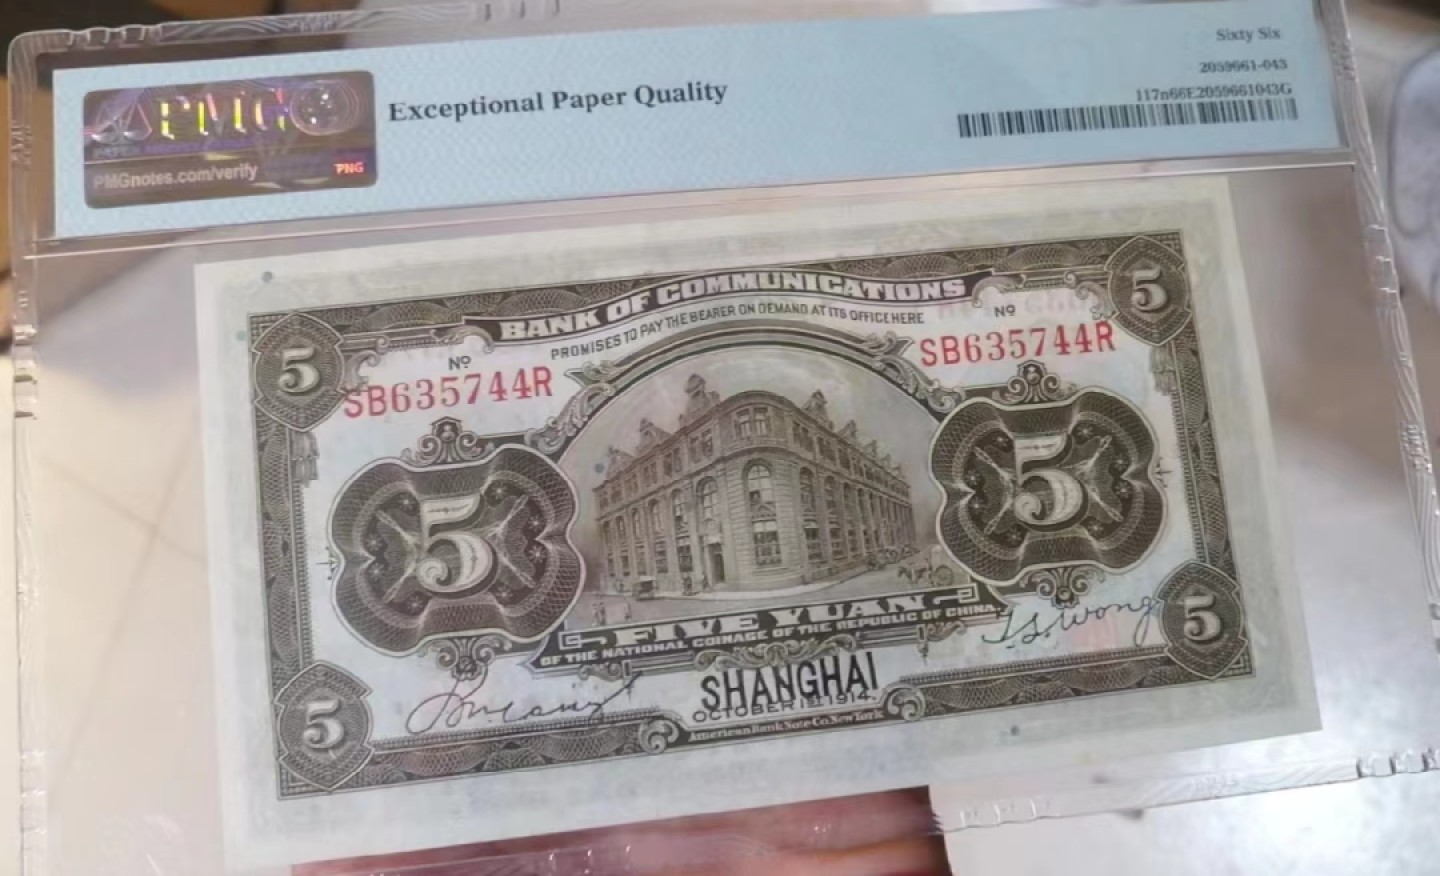 Sixty Six
2059661-043
117n66E2059661043G
PMG
PMGnotes.com/verify
PNG
Exceptional Paper Quality
BANK OF COMMUNICATIONS
PROMISES TO PAY THE BEARER ON DEMAND AT ITS OFFICE HERE
5
5
Nº
SB635744R
Nº
SB635744R
5
5
FIVE YUAN
OF THE NATIONAL COINAGE OF THE REPUBLIC OF CHINA.
T.S. Wong
SHANGHAI
OCTOBER 1ST 1914.
American Bank Note Co. New York
5
5